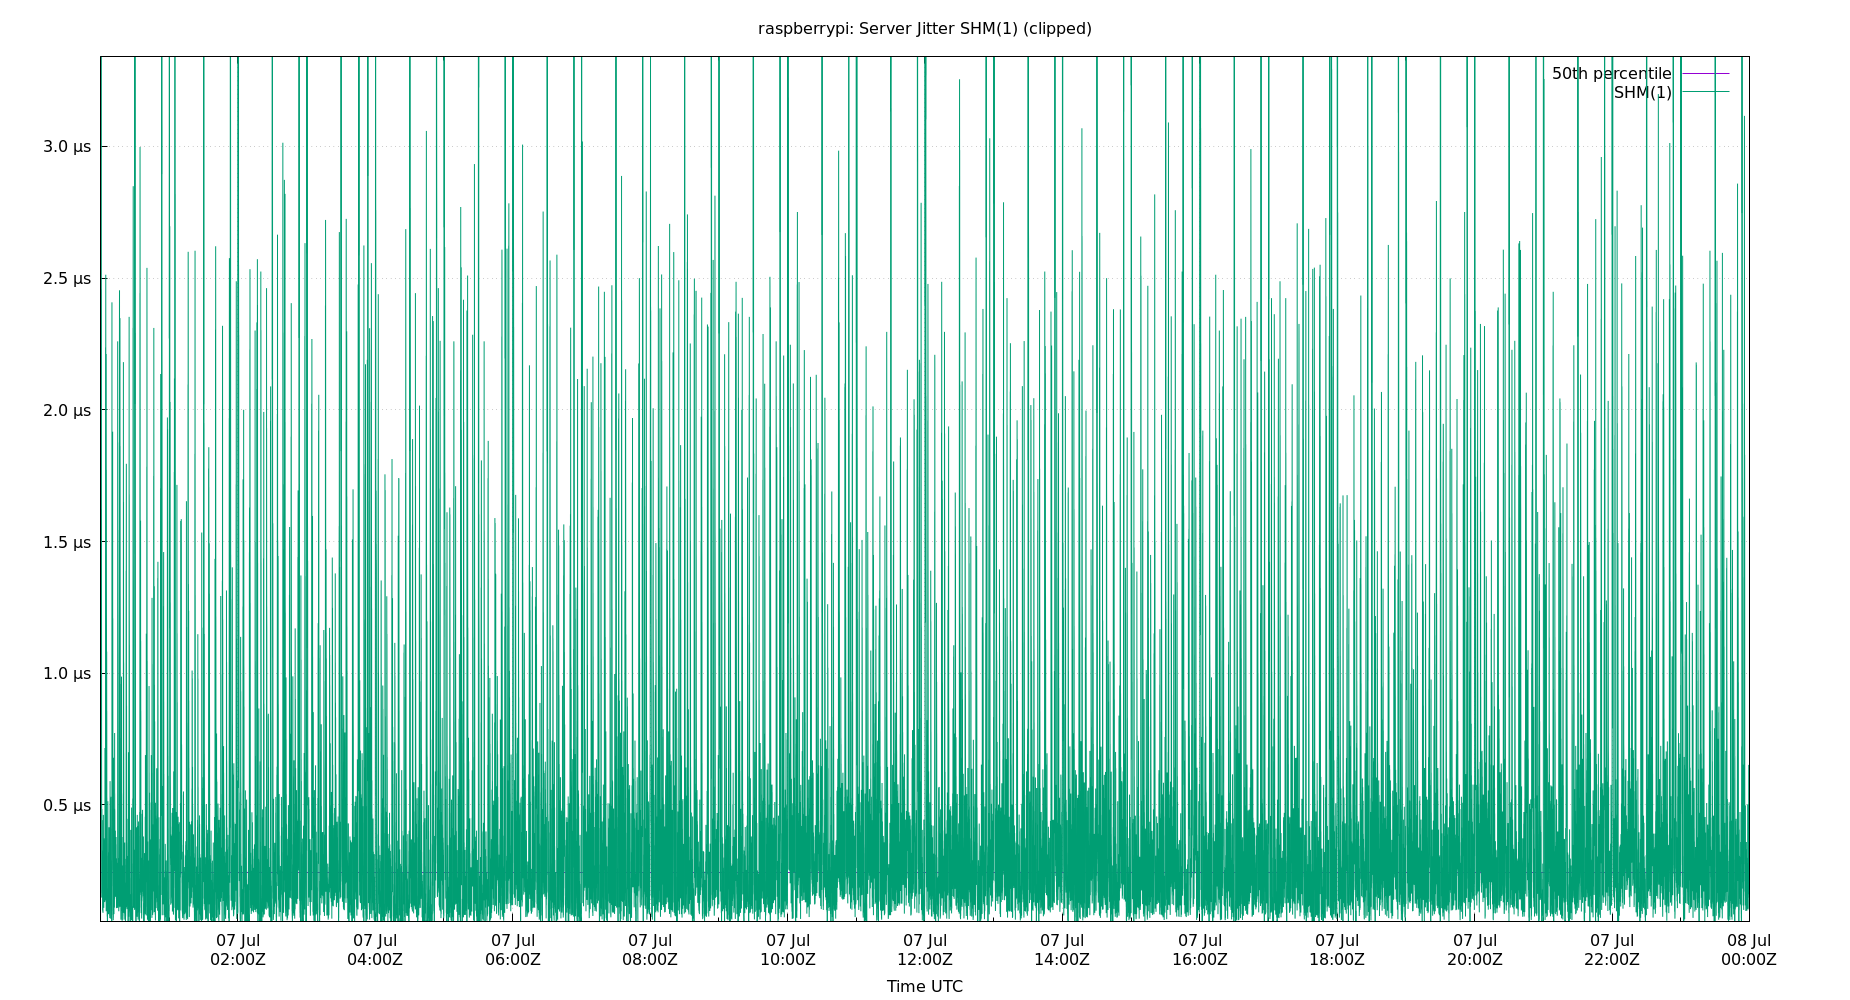 raspberrypi: Server Jitter SHM(1) (clipped)
50th percentile
SHM(1)
3.0 µs
2.5 µs
2.0 µs
1.5 µs
1.0 µs
0.5 µs
07 Jul 07 Jul 07 Jul 07 Jul 07 Jul 07 Jul 07 Jul 07 Jul 07 Jul 07 Jul 07 Jul 08 Jul
02:00Z 04:00Z 06:00Z 08:00Z 10:00Z 12:00Z 14:00Z 16:00Z 18:00Z 20:00Z 22:00Z 00:00Z
Time UTC